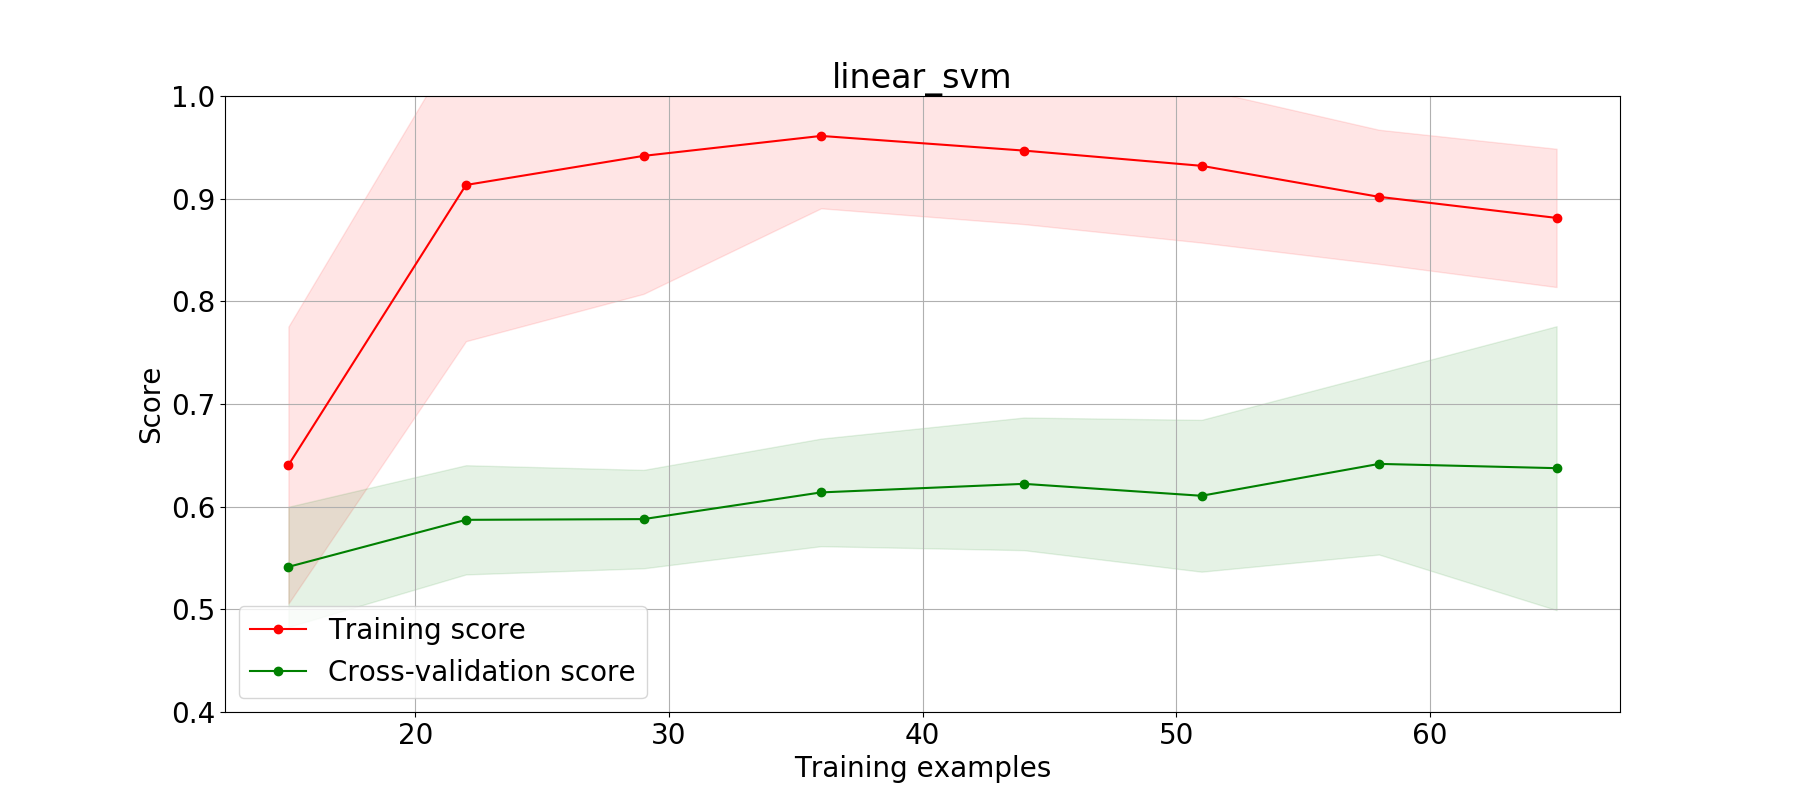 linear_svm
1.0
0.9
0.8
0.7
0.6
0.5
0.4
Score
Training score
Cross-validation score
20 30 40 50 60
Training examples